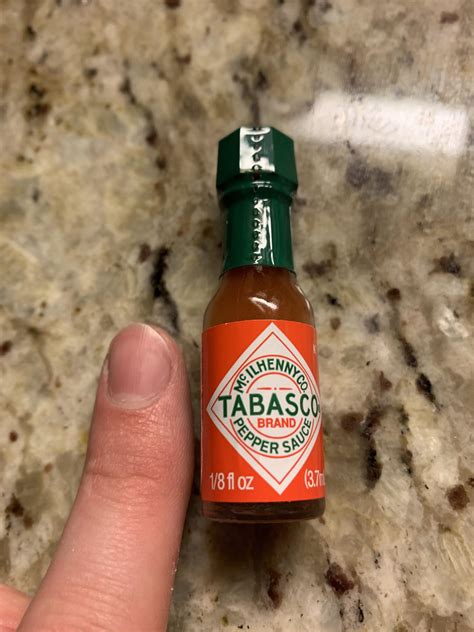 McILHENNY CO.
TABASCO
BRAND
PEPPER SAUCE
1/8 fl oz (3.7m